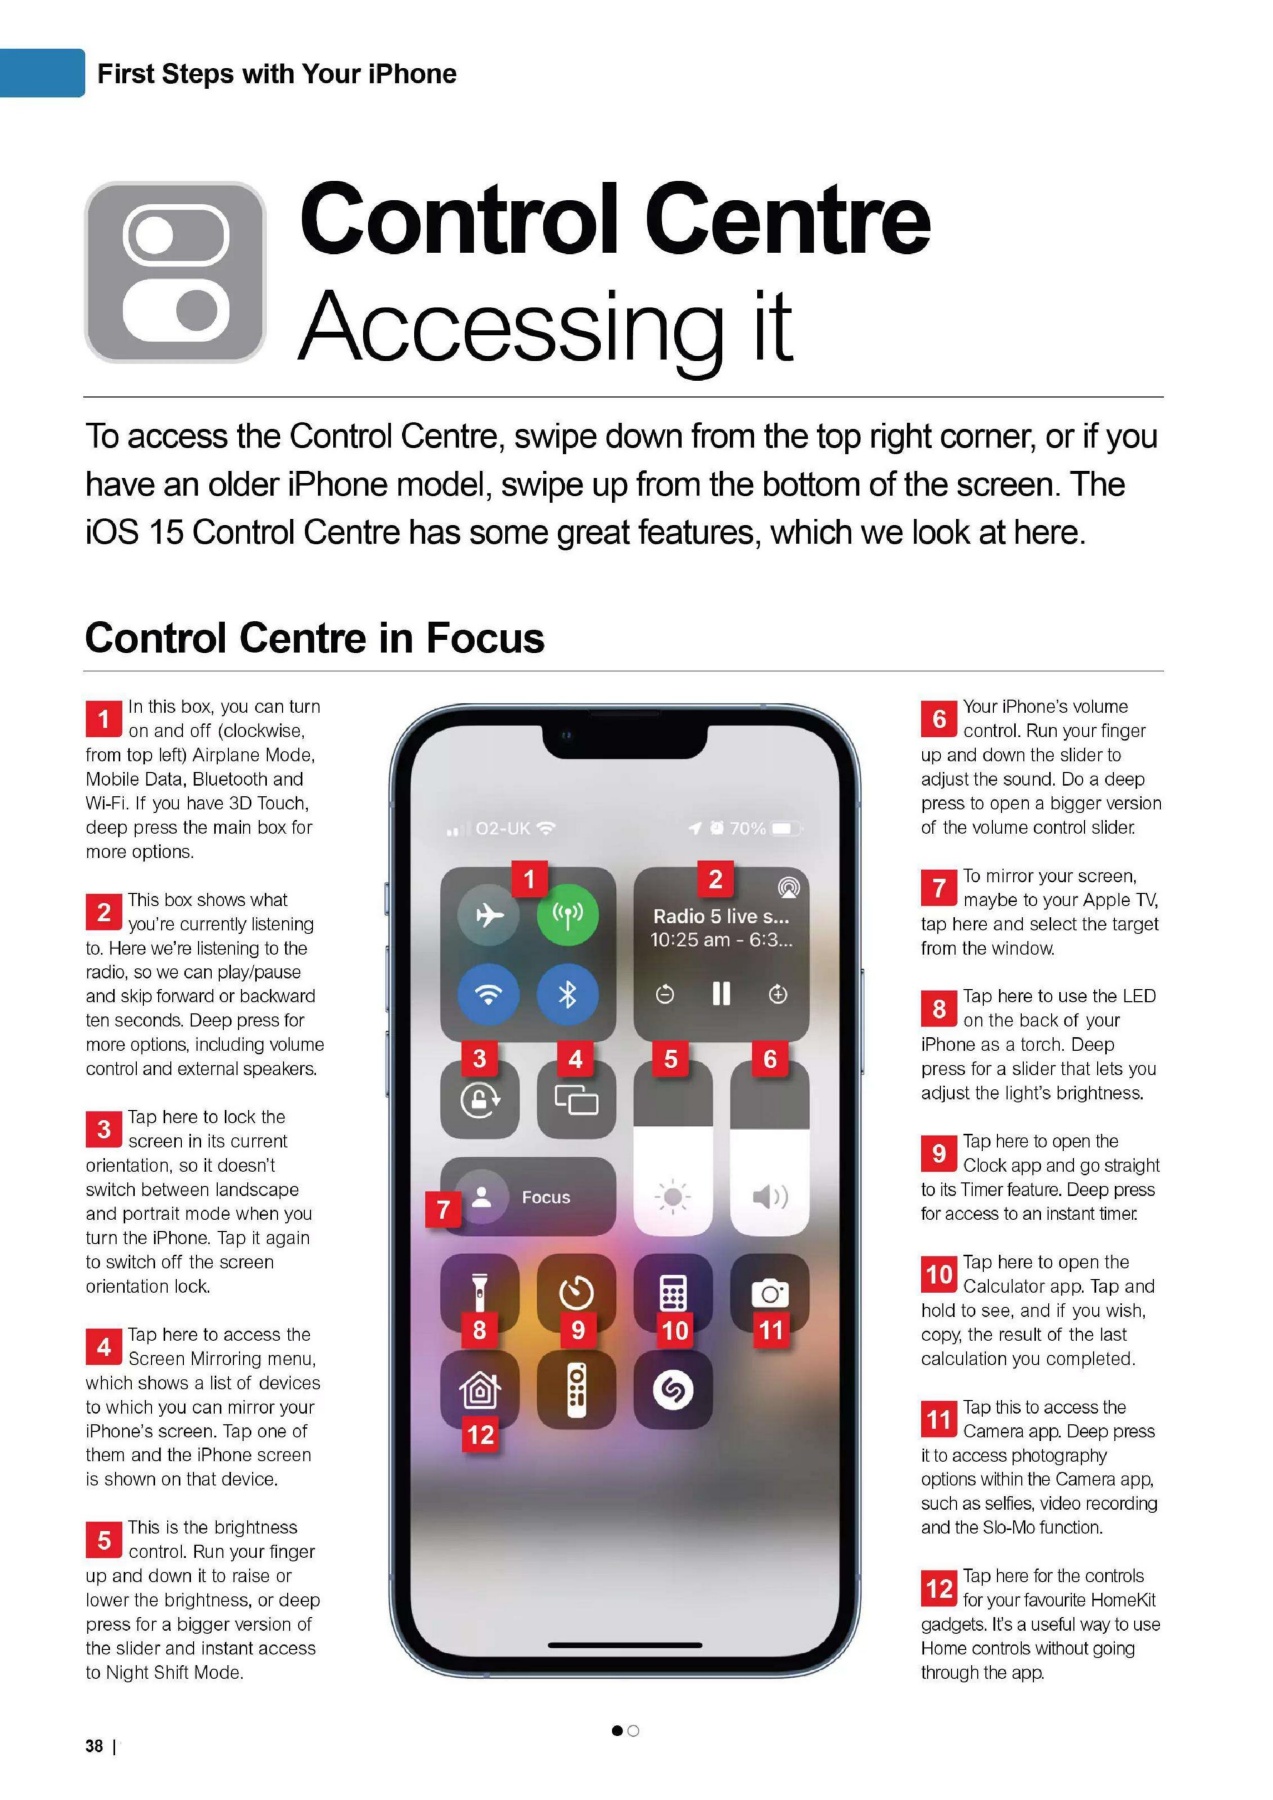 First Steps with Your iPhone
Control Centre
Accessing it
To access the Control Centre, swipe down from the top right corner, or if you
have an older iPhone model, swipe up from the bottom of the screen. The
iOS 15 Control Centre has some great features, which we look at here.
Control Centre in Focus
1 In this box, you can turn
on and off (clockwise,
from top left) Airplane Mode,
Mobile Data, Bluetooth and
Wi-Fi. If you have 3D Touch,
deep press the main box for
more options.
2 This box shows what
you're currently listening
to. Here we're listening to the
radio, so we can play/pause
and skip forward or backward
ten seconds. Deep press for
more options, including volume
control and external speakers.
3 Tap here to lock the
screen in its current
orientation, so it doesn't
switch between landscape
and portrait mode when you
turn the iPhone. Tap it again
to switch off the screen
orientation lock.
4 Tap here to access the
Screen Mirroring menu,
which shows a list of devices
to which you can mirror your
iPhone's screen. Tap one of
them and the iPhone screen
is shown on that device.
5 This is the brightness
control. Run your finger
up and down it to raise or
lower the brightness, or deep
press for a bigger version of
the slider and instant access
to Night Shift Mode.
O2-UK 70%
1 2
Radio 5 live s...
10:25 am - 6:3...
3 4 5 6
7 Focus
8 9 10 11
12
6 Your iPhone's volume
control. Run your finger
up and down the slider to
adjust the sound. Do a deep
press to open a bigger version
of the volume control slider.
7 To mirror your screen,
maybe to your Apple TV,
tap here and select the target
from the window.
8 Tap here to use the LED
on the back of your
iPhone as a torch. Deep
press for a slider that lets you
adjust the light's brightness.
9 Tap here to open the
Clock app and go straight
to its Timer feature. Deep press
for access to an instant timer.
10 Tap here to open the
Calculator app. Tap and
hold to see, and if you wish,
copy, the result of the last
calculation you completed.
11 Tap this to access the
Camera app. Deep press
it to access photography
options within the Camera app,
such as selfies, video recording
and the Slo-Mo function.
12 Tap here for the controls
for your favourite HomeKit
gadgets. It's a useful way to use
Home controls without going
through the app.
38 |